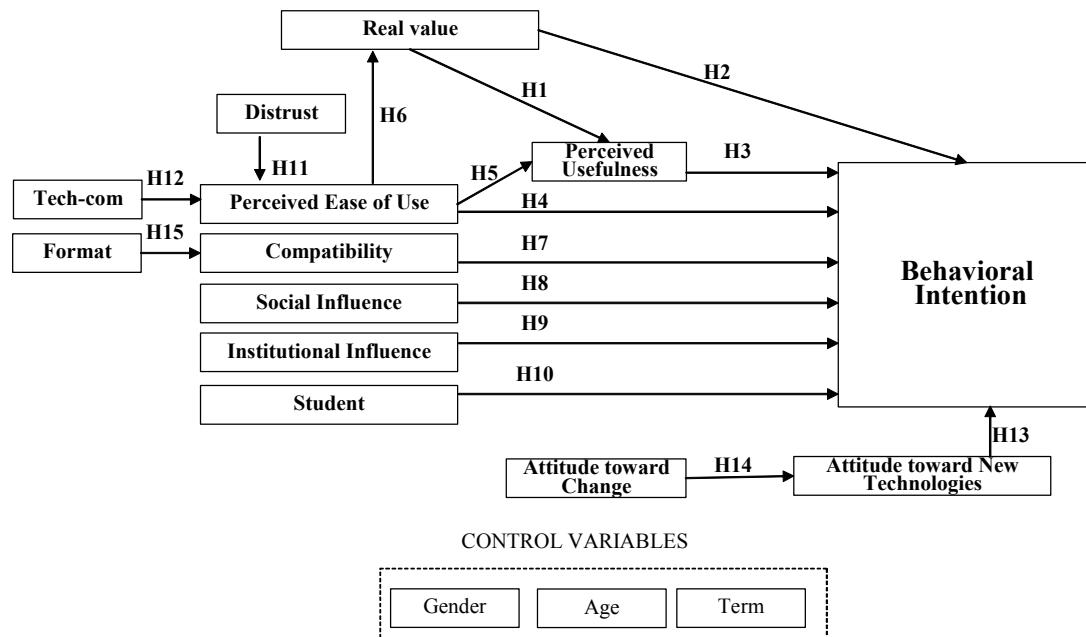 Real value
H2
H1
Distrust
H6
Perceived
Usefulness
H3
H12
H11
H5
Tech-com
Perceived Ease of Use
H4
H15
Format
Compatibility
H7
Behavioral
Intention
Social Influence
H8
Institutional Influence
H9
Student
H10
H13
Attitude toward
Change
H14
Attitude toward New
Technologies
CONTROL VARIABLES
Gender
Age
Term